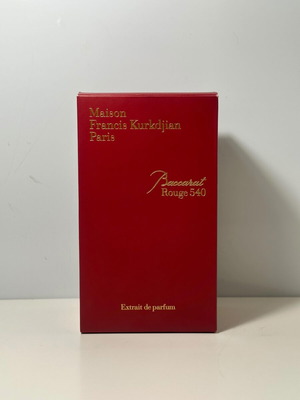 Maison
Francis Kurkdjian
Paris
Baccarat
Rouge 540
Extrait de parfum